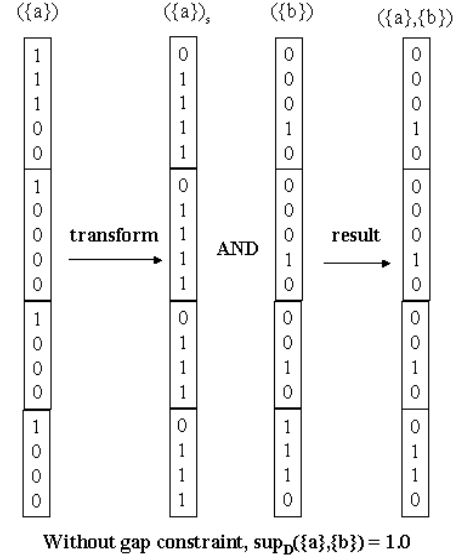 ({a}) ({a})s ({b}) ({a},{b})
1 0 0 0
1 1 0 0
1 1 0 0
0 1 1 1
0 1 0 0
1 0 0 0
0 1 0 0
0 transform 1 0 result 0
AND
0 1 1 1
0 1 0 0
1 0 0 0
0 1 0 0
0 1 1 1
0 1 0 0
1 0 1 0
0 1 1 1
0 1 1 1
0 1 0 0
Without gap constraint, supD({a},{b}) = 1.0